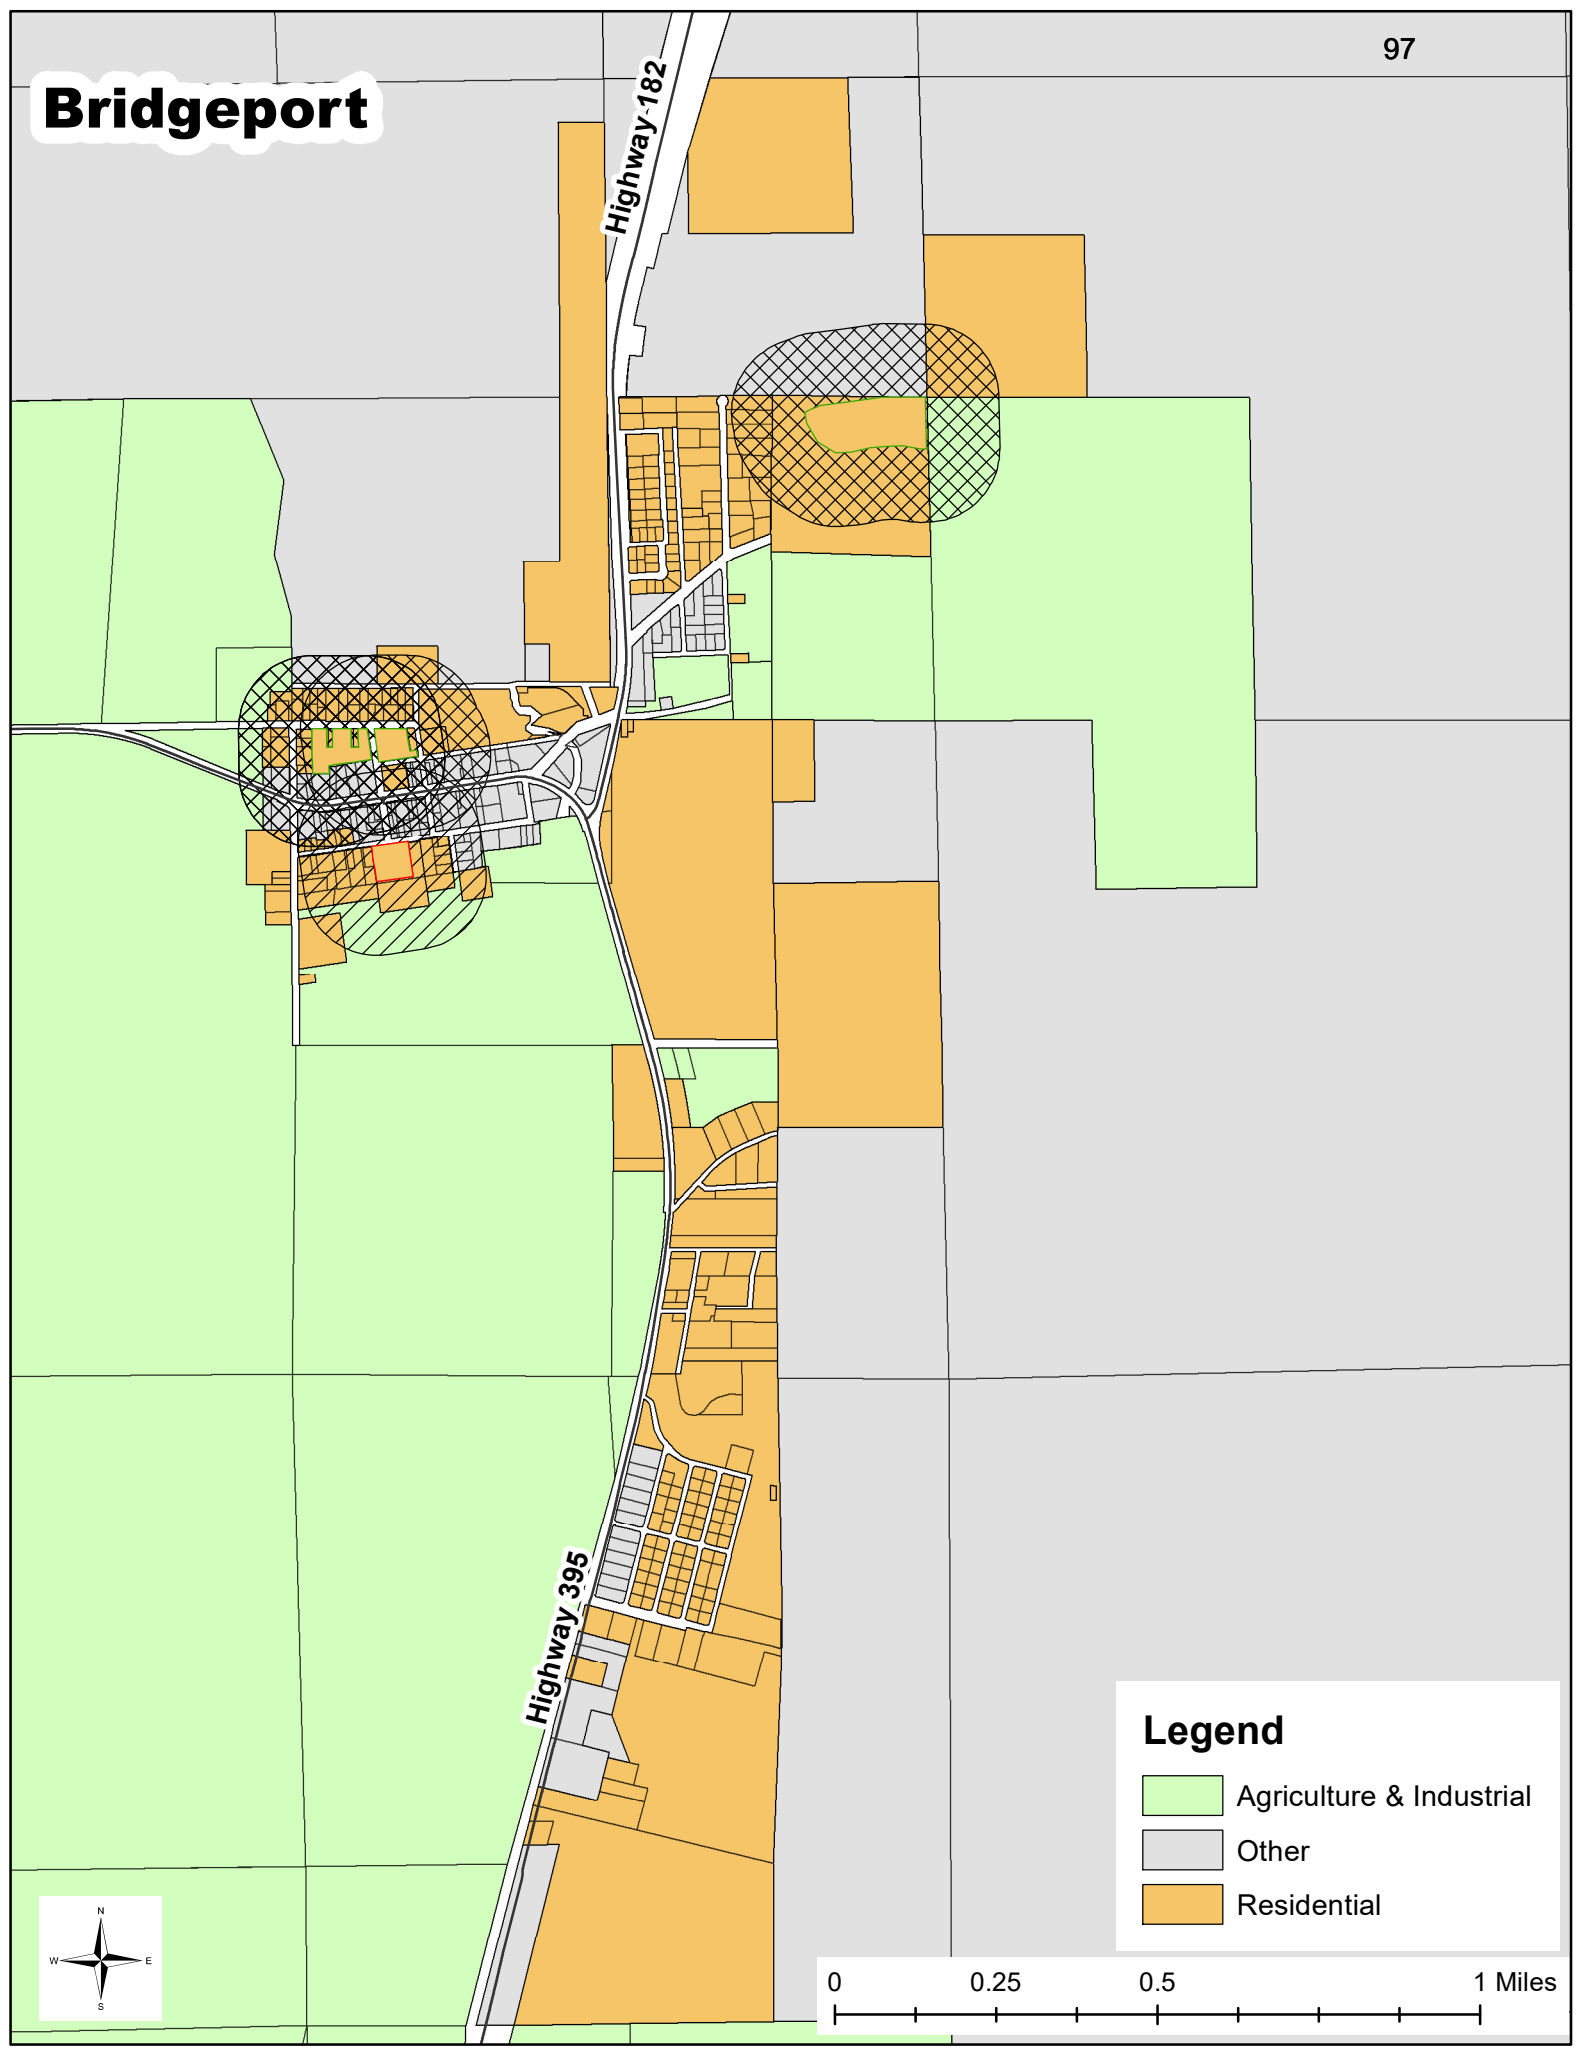 97
Bridgeport
Highway 182
Highway 395
Legend
Agriculture & Industrial
Other
Residential
N
W E
S
0 0.25 0.5 1 Miles